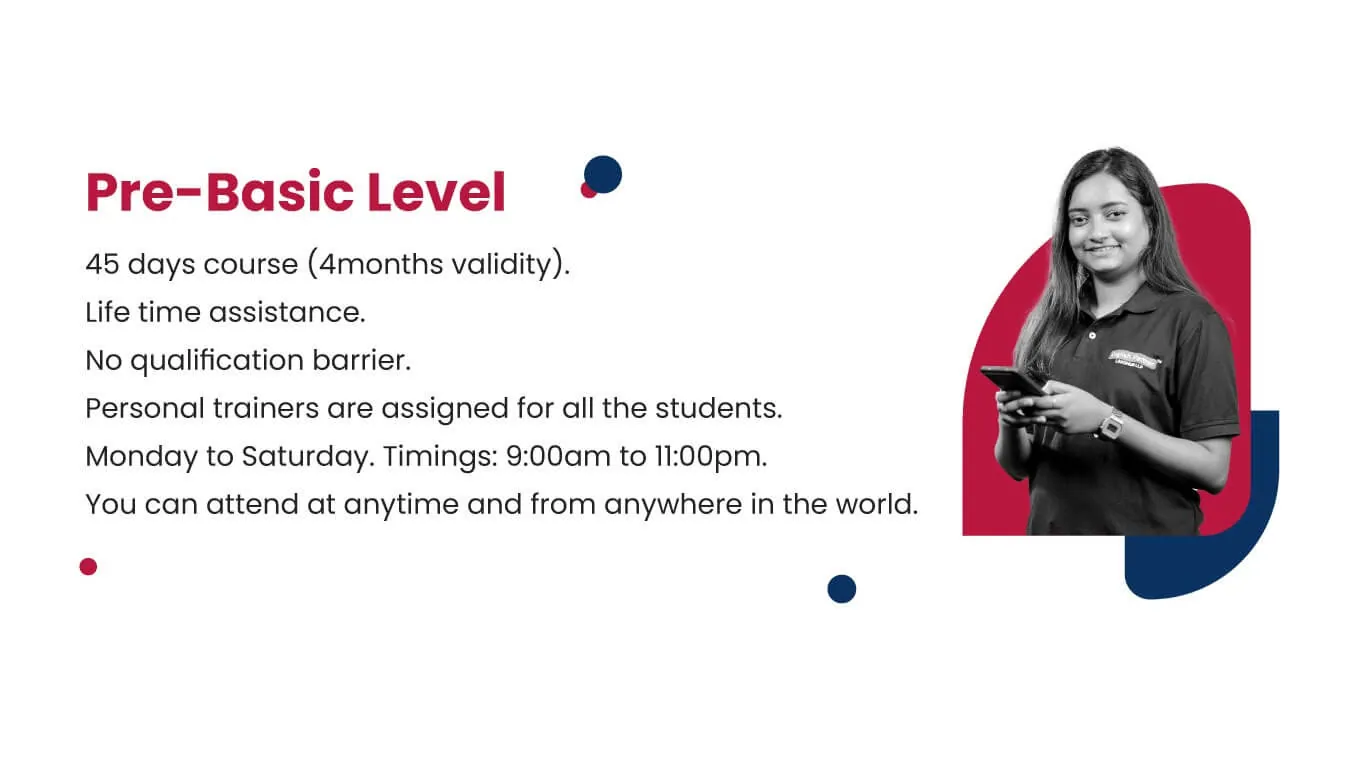 Pre-Basic Level
45 days course (4months validity).
Life time assistance.
No qualification barrier.
Personal trainers are assigned for all the students.
Monday to Saturday. Timings: 9:00am to 11:00pm.
You can attend at anytime and from anywhere in the world.